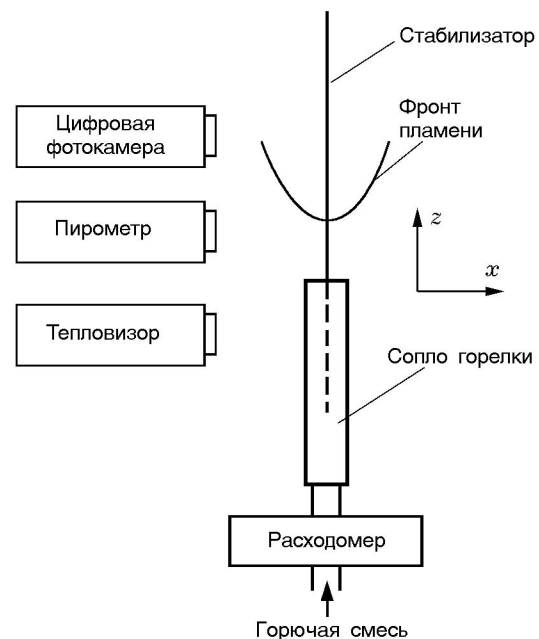 Стабилизатор
Цифровая
фотокамера
Фронт
пламени
Пирометр
z
x
Тепловизор
Сопло горелки
Расходомер
Горючая смесь